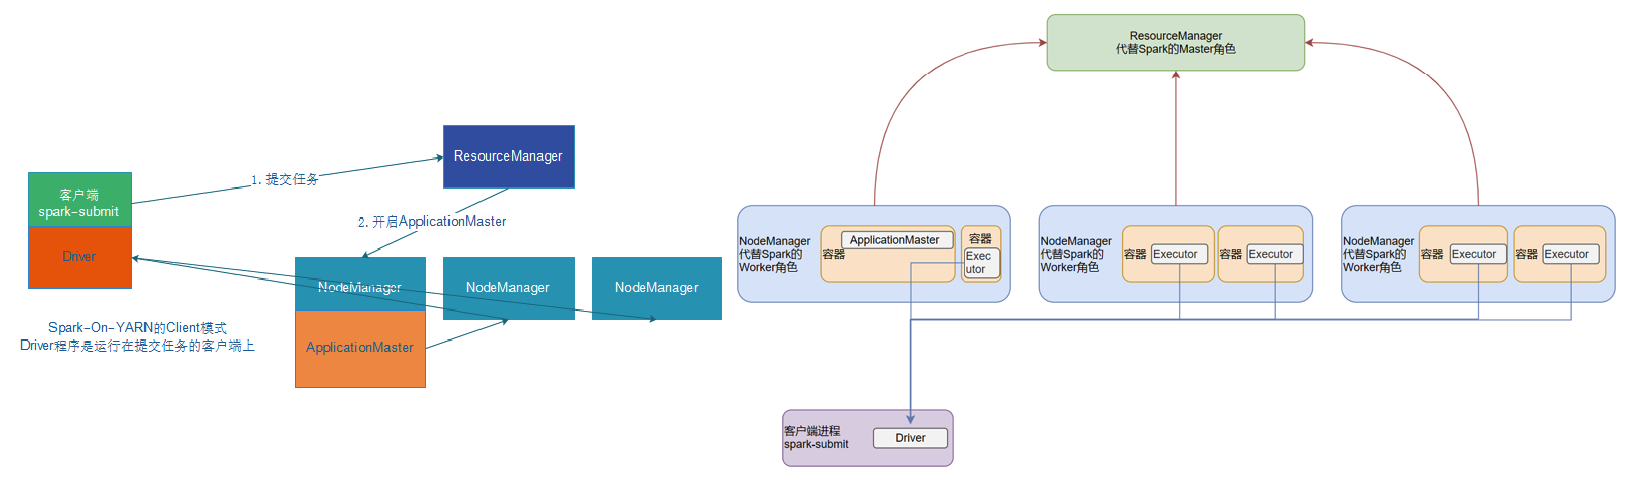 ResourceManager
1. 提交任务
客户端
spark-submit
2. 开启ApplicationMaster
Driver
NodeManager
NodeManager
NodeManager
Spark-On-YARN的Client模式
Driver程序是运行在提交任务的客户端上
ApplicationMaster
ResourceManager
代替Spark的Master角色
NodeManager
代替Spark的
Worker角色
容器
ApplicationMaster
容器
Exec
utor
NodeManager
代替Spark的
Worker角色
容器
Executor
容器
Executor
NodeManager
代替Spark的
Worker角色
容器
Executor
容器
Executor
客户端进程
spark-submit
Driver